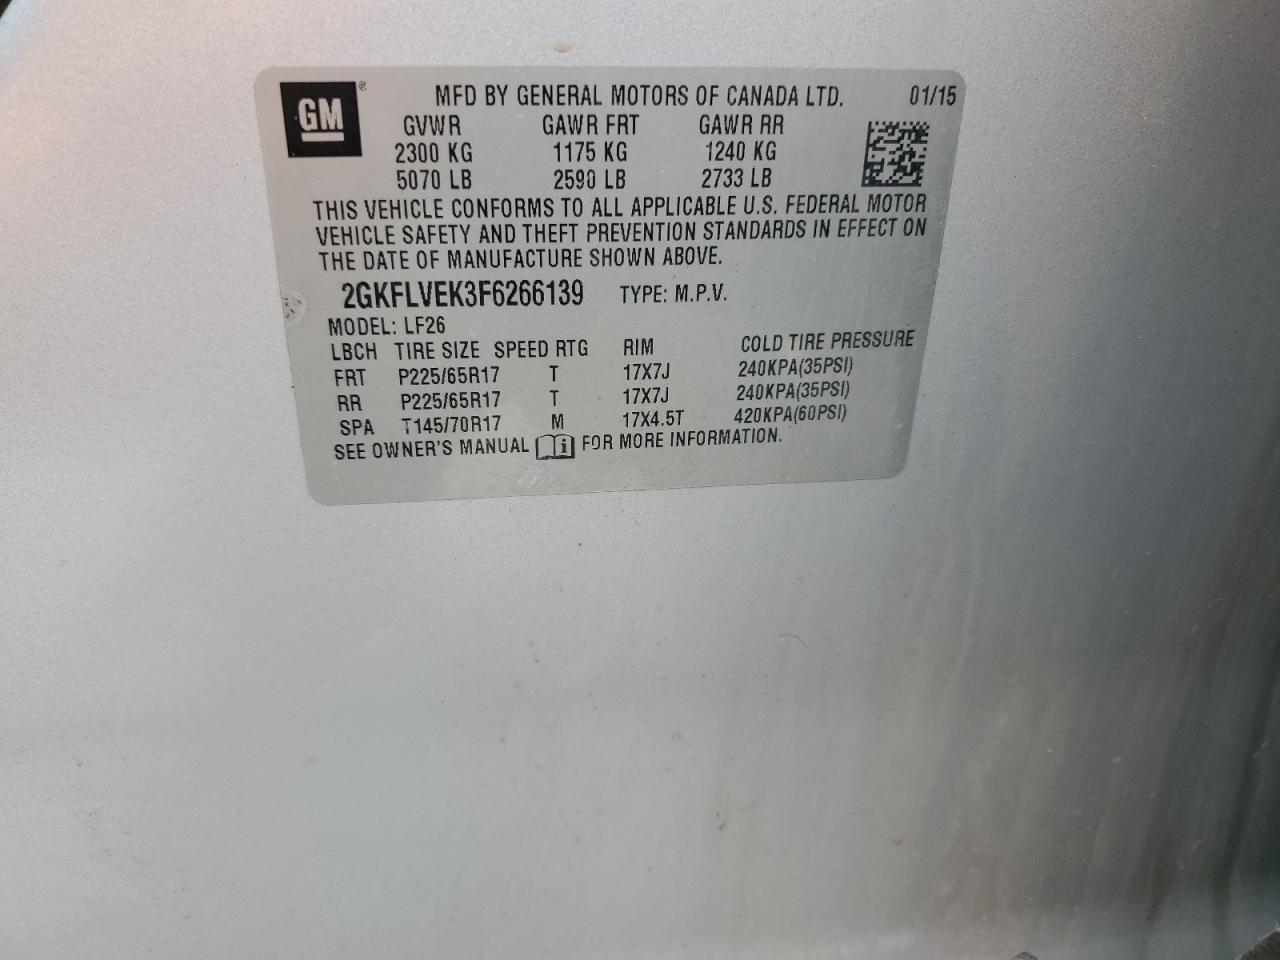 GM ® MFD BY GENERAL MOTORS OF CANADA LTD. 01/15
GVWR GAWR FRT GAWR RR
2300 KG 1175 KG 1240 KG
5070 LB 2590 LB 2733 LB
THIS VEHICLE CONFORMS TO ALL APPLICABLE U.S. FEDERAL MOTOR
VEHICLE SAFETY AND THEFT PREVENTION STANDARDS IN EFFECT ON
THE DATE OF MANUFACTURE SHOWN ABOVE.
2GKFLVEK3F6266139 TYPE: M.P.V.
MODEL: LF26
LBCH TIRE SIZE SPEED RTG RIM COLD TIRE PRESSURE
FRT P225/65R17 T 17X7J 240KPA(35PSI)
RR P225/65R17 T 17X7J 240KPA(35PSI)
SPA T145/70R17 M 17X4.5T 420KPA(60PSI)
SEE OWNER'S MANUAL i FOR MORE INFORMATION.